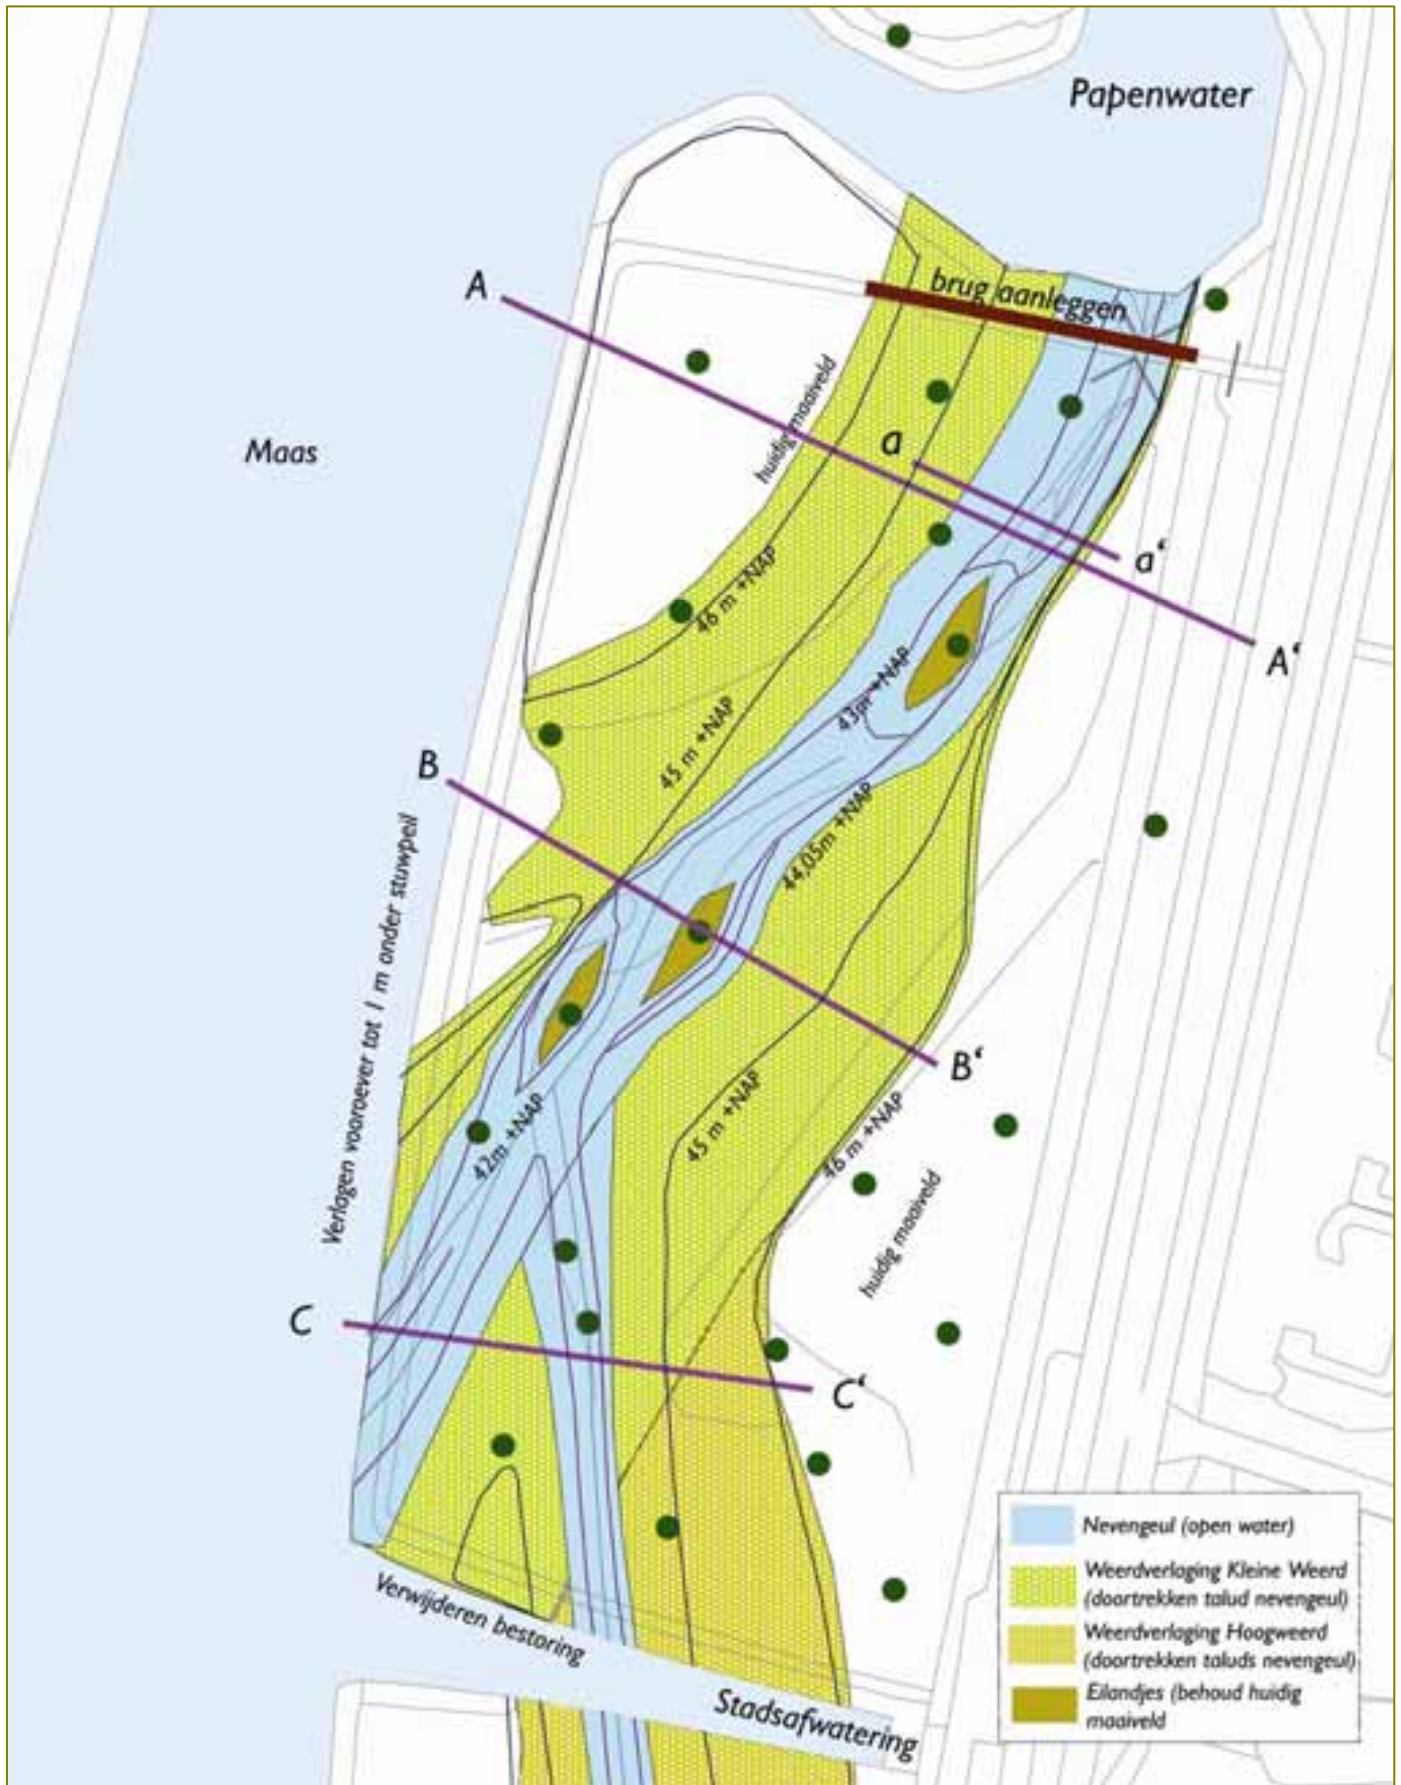 Papenwater
A
brug aanleggen
Maas
huidig maaiveld
a
a'
A'
46 m +NAP
43m +NAP
45 m +NAP
B
44,05m +NAP
Verlagen vooroever tot 1 m onder stuwpeil
B'
42m +NAP
45 m +NAP
46 m +NAP
huidig maaiveld
C
C'
Verwijderen bestoring
Stadsafwatering
Nevengeul (open water)
Weerdverlaging Kleine Weerd
(doortrekken talud nevengeul)
Weerdverlaging Hoogweerd
(doortrekken taluds nevengeul)
Eilandjes (behoud huidig
maaiveld